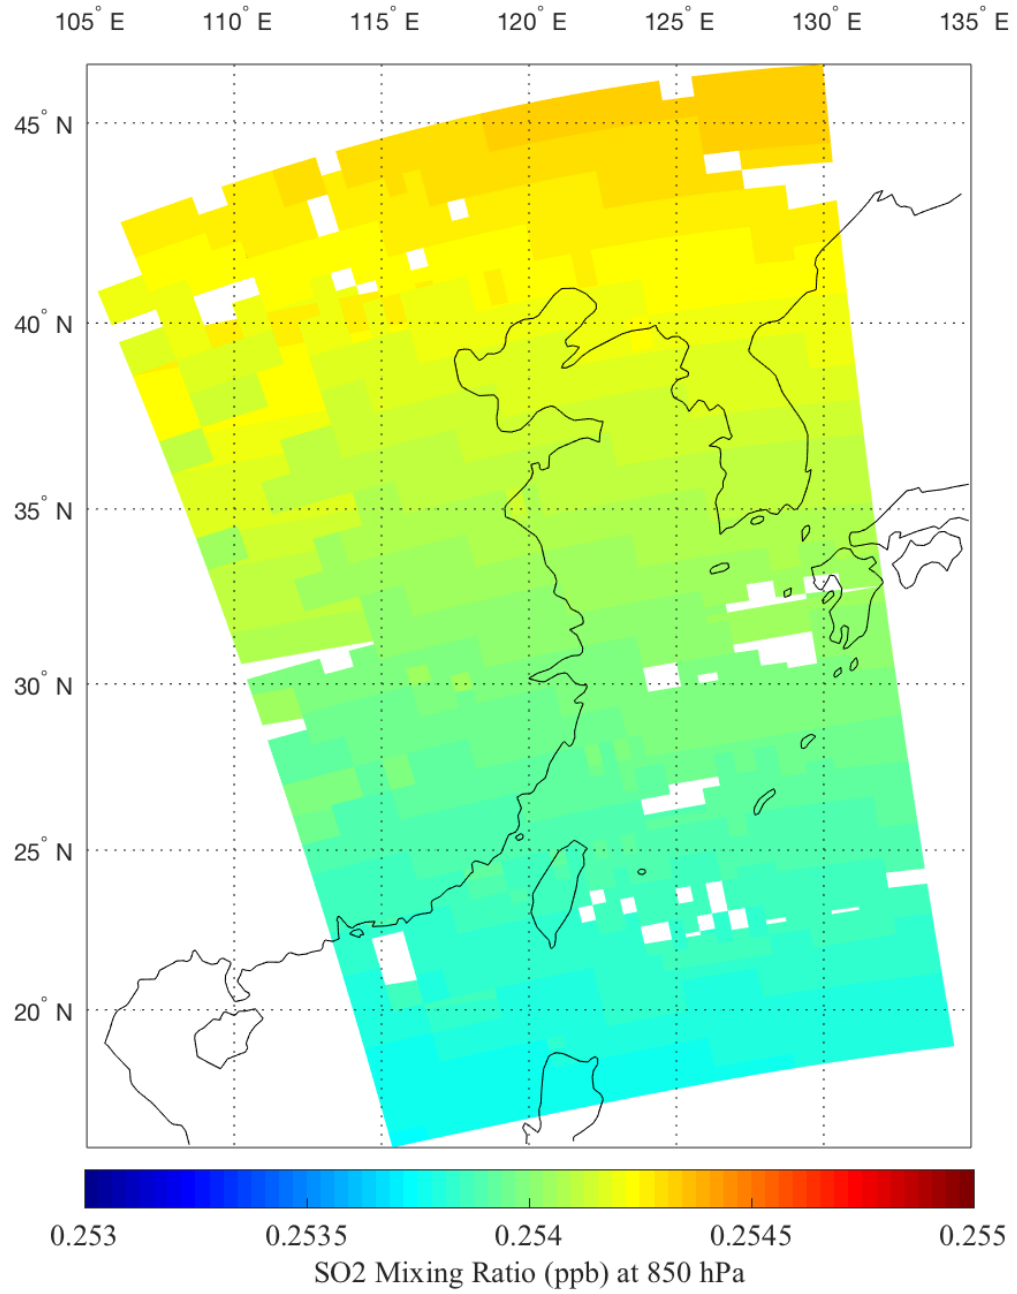 105° E 110° E 115° E 120° E 125° E 130° E 135° E
45° N
40° N
35° N
30° N
25° N
20° N
0.253 0.2535 0.254 0.2545 0.255
SO2 Mixing Ratio (ppb) at 850 hPa